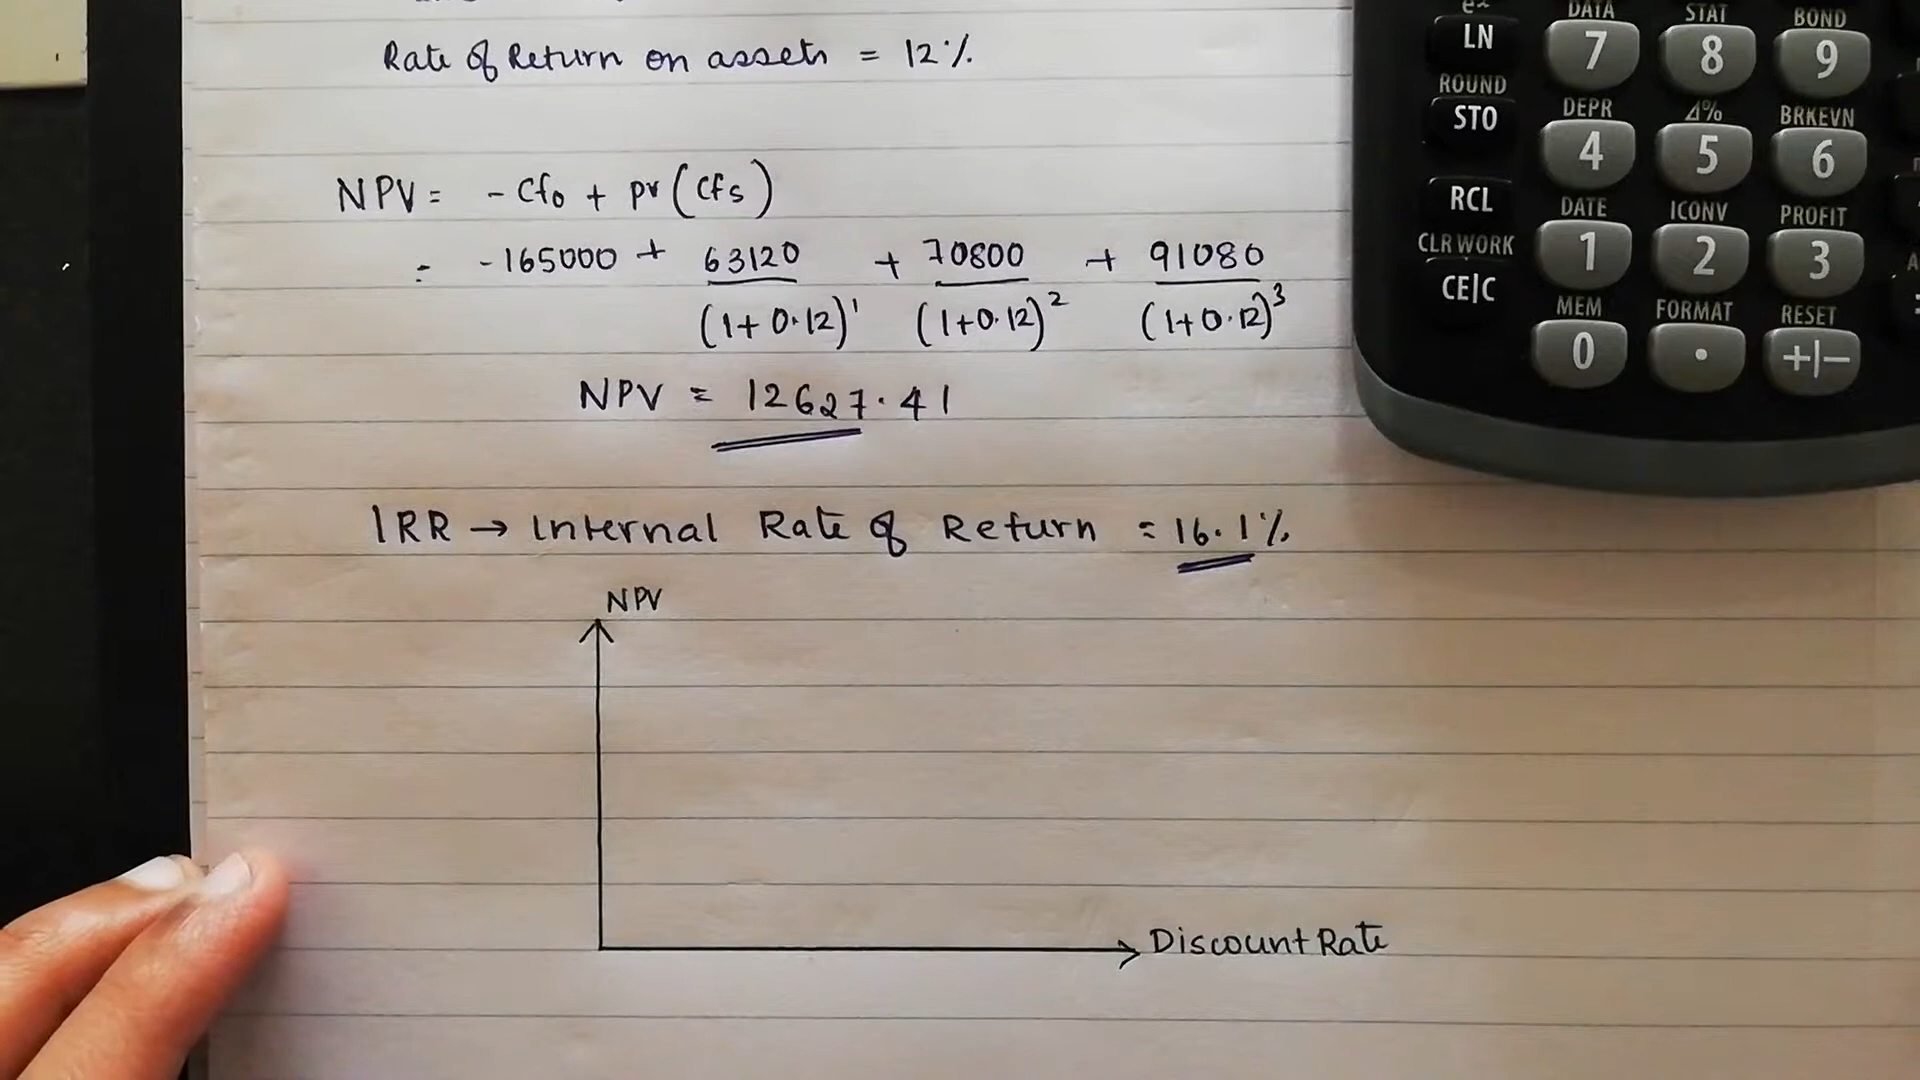 Rate of Return on assets = 12%
NPV = - Cf0 + pv (Cfs)
= - 165000 + 63120 / (1+0.12)^1 + 70800 / (1+0.12)^2 + 91080 / (1+0.12)^3
NPV = 12627.41
IRR → Internal Rate of Return = 16.1%
NPV
Discount Rate
DATA STAT BOND
LN 7 8 9
ROUND DEPR Δ% BRKEVN
STO 4 5 6
DATE ICONV PROFIT
RCL 1 2 3
CLR WORK MEM FORMAT RESET
CE|C 0 . +|−